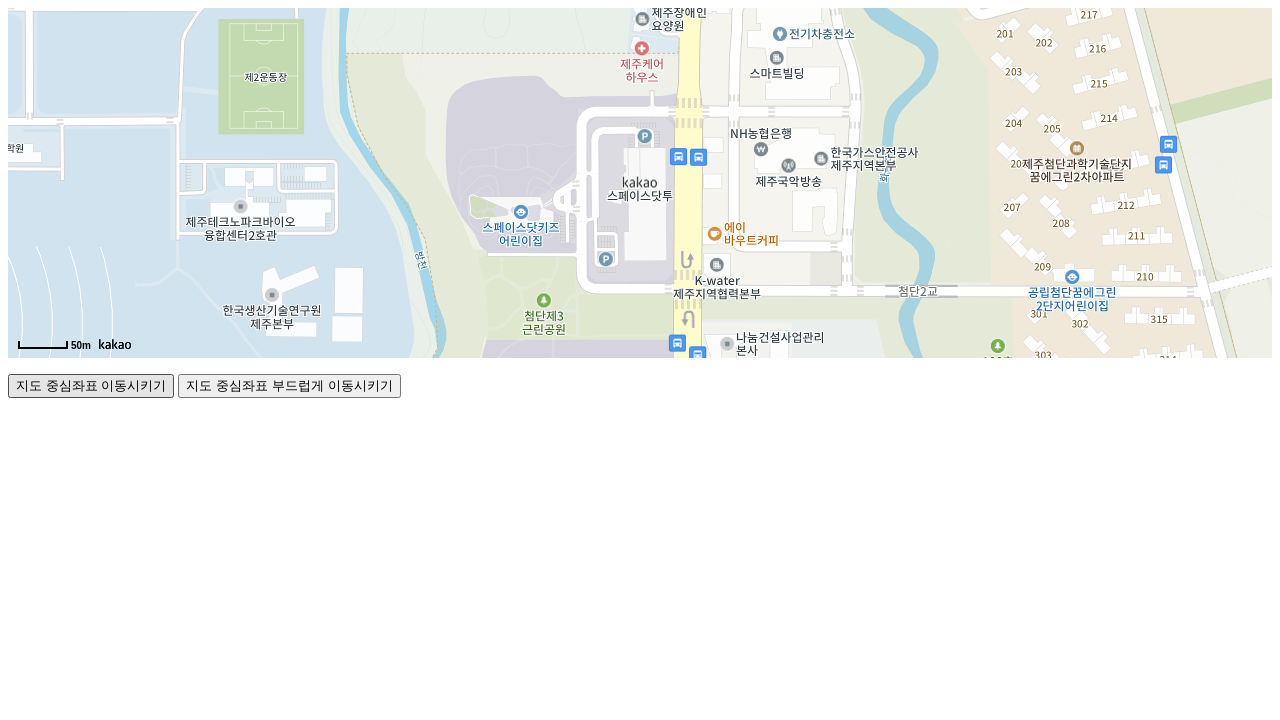 제주장애인
요양원
제주케어
하우스
전기차충전소
스마트빌딩
217
201
202
216
203
215
제2운동장
학원
NH농협은행
한국가스안전공사
제주지역본부
제주국악방송
204
205
214
제주첨단과학기술단지
꿈에그린2차아파트
20
kakao
스페이스닷투
207
212
208
211
제주테크노파크바이오
융합센터2호관
스페이스닷키즈
어린이집
에이
바우트커피
방천
209
210
K-water
제주지역협력본부
첨단2교
공립첨단꿈에그린
2단지어린이집
한국생산기술연구원
제주본부
첨단제3
근린공원
301
302
315
303
314
나눔건설사업관리
본사
50m
kakao
지도 중심좌표 이동시키기
지도 중심좌표 부드럽게 이동시키기